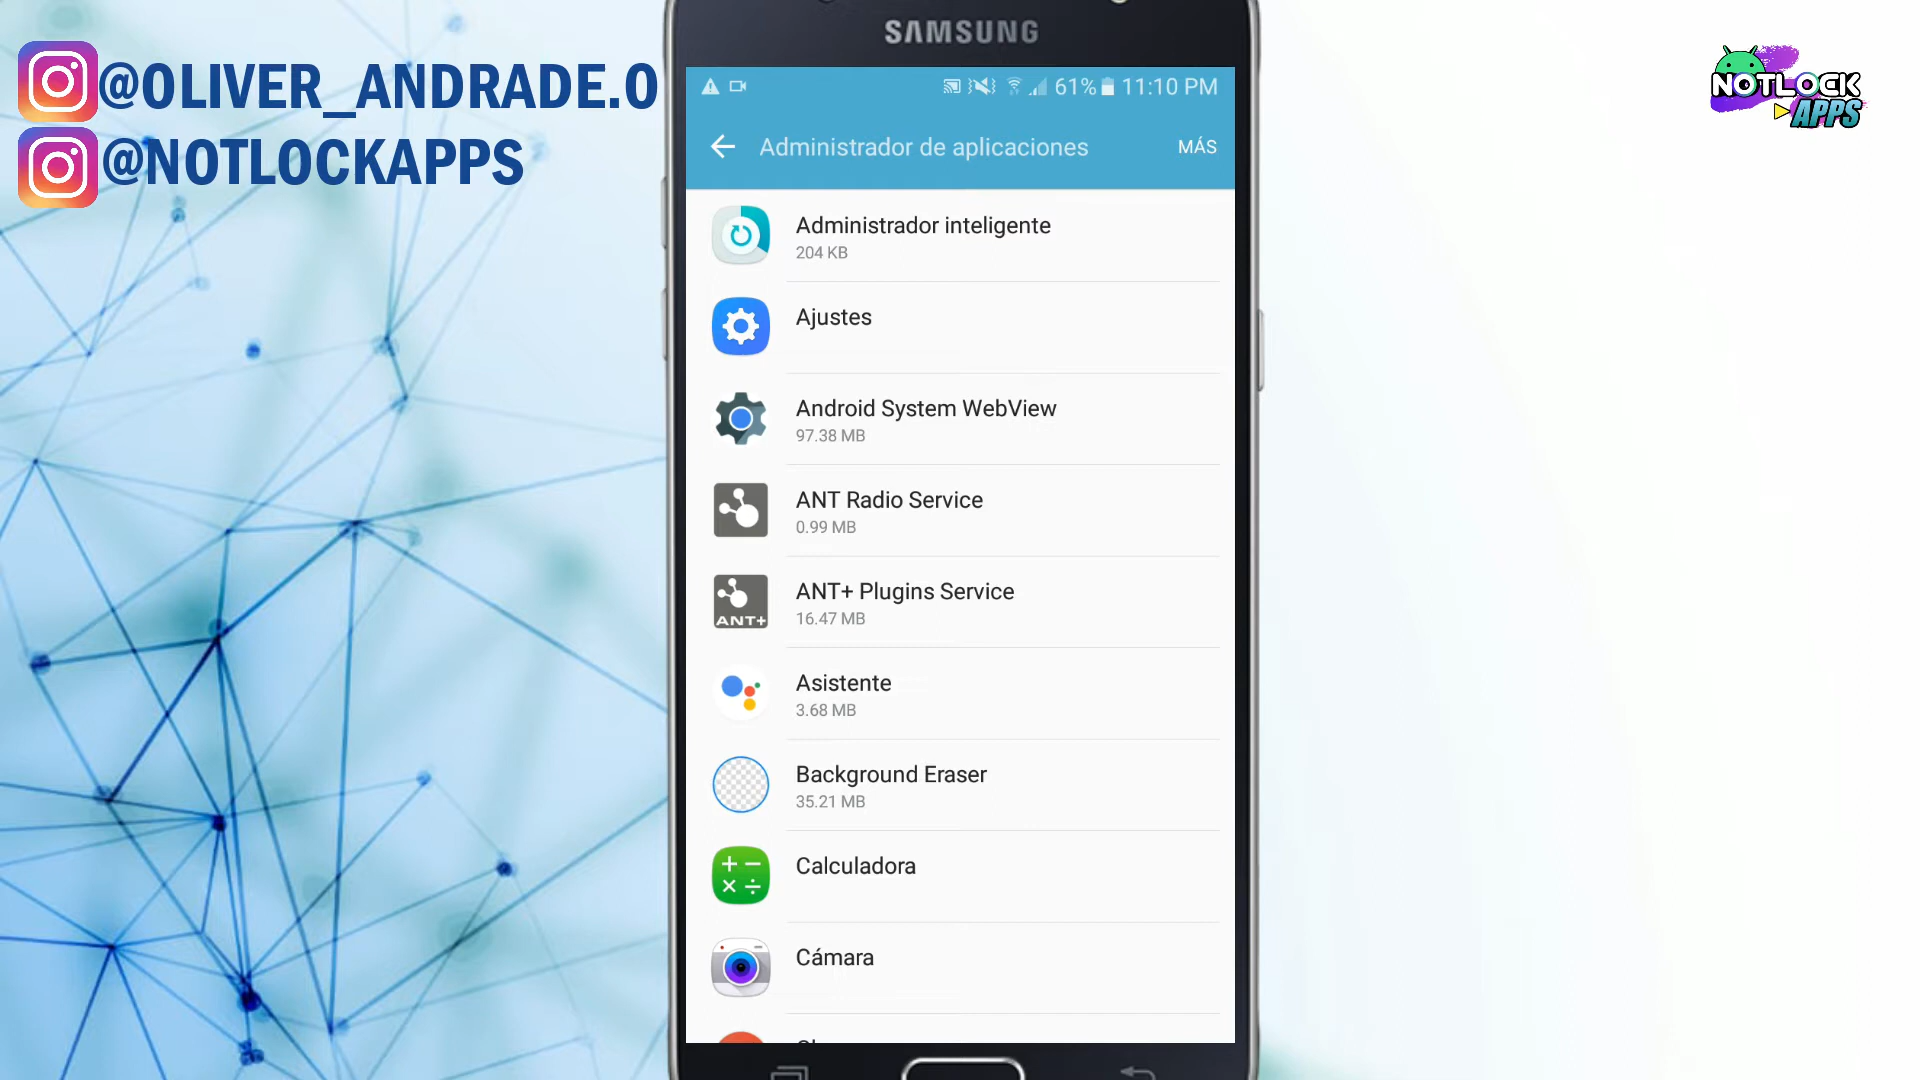 @OLIVER_ANDRADE.O
@NOTLOCKAPPS
SAMSUNG
61% 11:10 PM
Administrador de aplicaciones
MÁS
Administrador inteligente
204 KB
Ajustes
Android System WebView
97.38 MB
ANT Radio Service
0.99 MB
ANT+
ANT+ Plugins Service
16.47 MB
Asistente
3.68 MB
Background Eraser
35.21 MB
Calculadora
Cámara
NOTLOCK
APPS